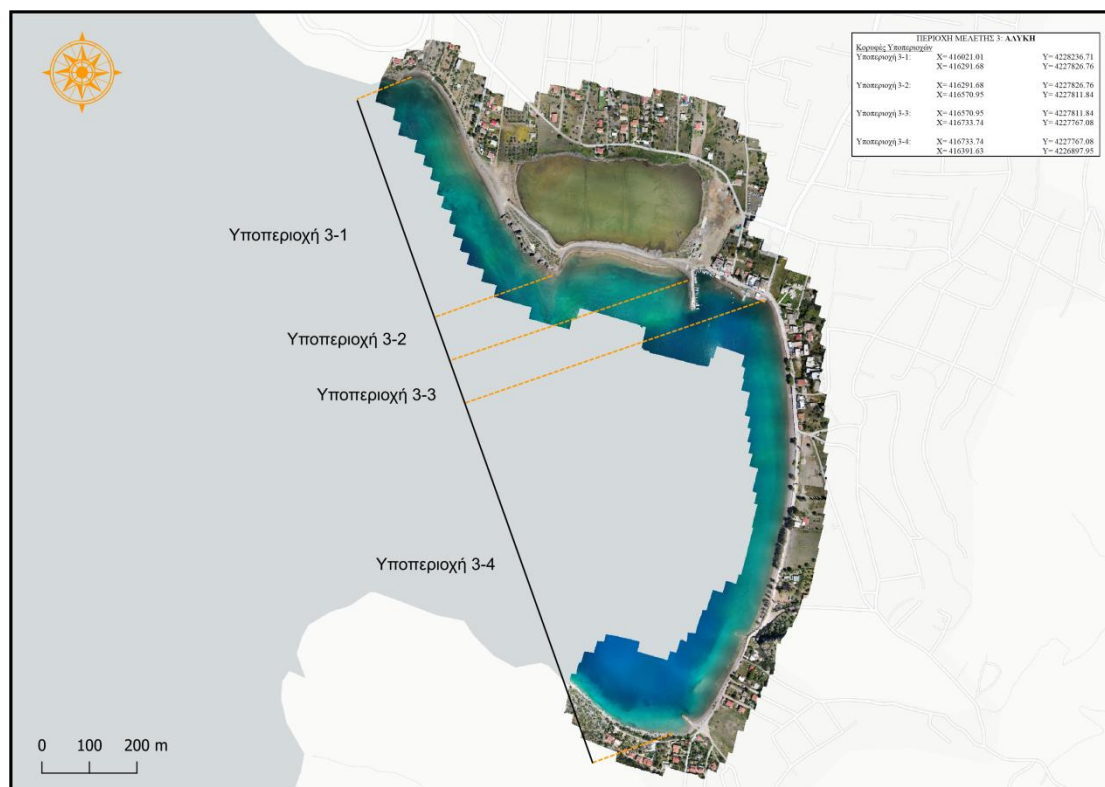 ΠΕΡΙΟΧΗ ΜΕΛΕΤΗΣ 3: ΑΛΥΚΗ
Κορυφές Υποπεριοχών
Υποπεριοχή 3-1: X= 416021.01 Y= 4228236.71
X= 416291.68 Y= 4227826.76
Υποπεριοχή 3-2: X= 416291.68 Y= 4227826.76
X= 416570.95 Y= 4227811.84
Υποπεριοχή 3-3: X= 416570.95 Y= 4227811.84
X= 416733.74 Y= 4227767.08
Υποπεριοχή 3-4: X= 416733.74 Y= 4227767.08
X= 416391.63 Y= 4226897.95
Υποπεριοχή 3-1
Υποπεριοχή 3-2
Υποπεριοχή 3-3
Υποπεριοχή 3-4
0 100 200 m